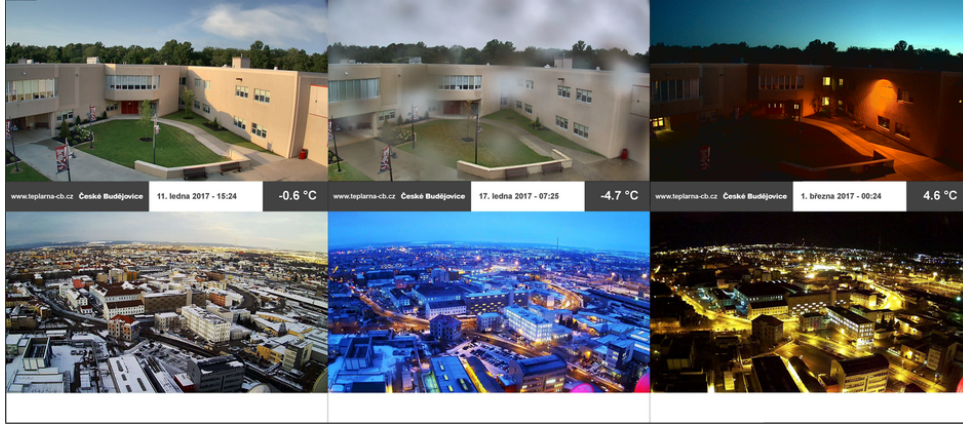 www.teplarna-cb.cz České Budějovice 11. ledna 2017 - 15:24 -0.6 °C
www.teplarna-cb.cz České Budějovice 17. ledna 2017 - 07:25 -4.7 °C
www.teplarna-cb.cz České Budějovice 1. března 2017 - 00:24 4.6 °C